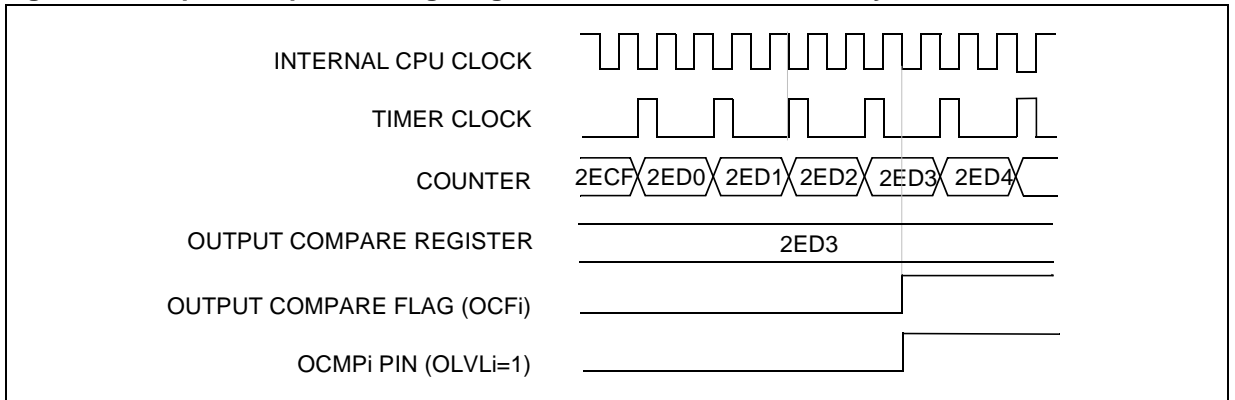 INTERNAL CPU CLOCK
TIMER CLOCK
COUNTER 2ECF 2ED0 2ED1 2ED2 2ED3 2ED4
OUTPUT COMPARE REGISTER 2ED3
OUTPUT COMPARE FLAG (OCFi)
OCMPi PIN (OLVLi=1)